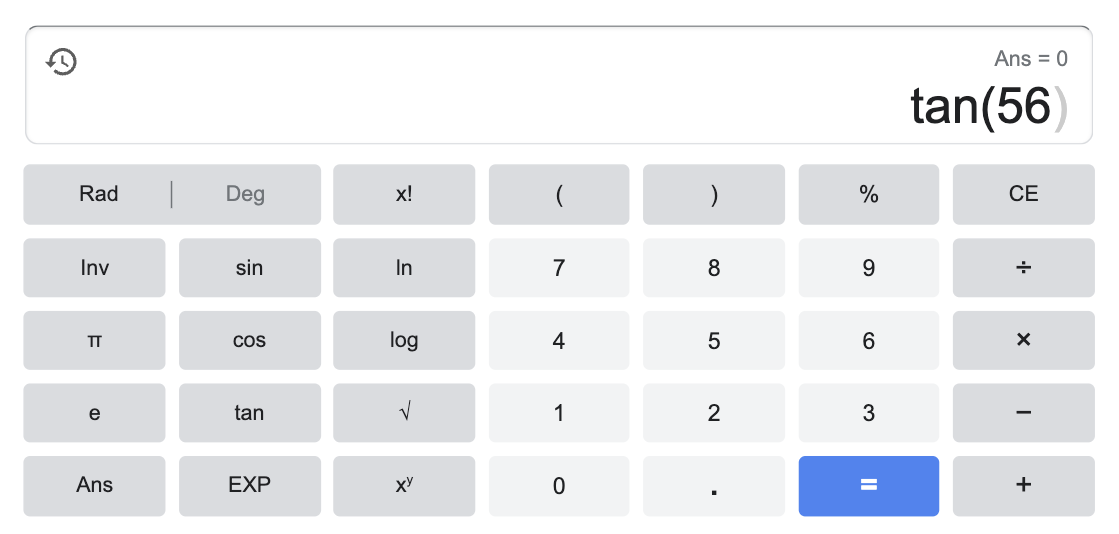 Ans = 0
tan(56)
Rad | Deg x! ( ) % CE
Inv sin ln 7 8 9 ÷
π cos log 4 5 6 ×
e tan √ 1 2 3 −
Ans EXP xʸ 0 . = +